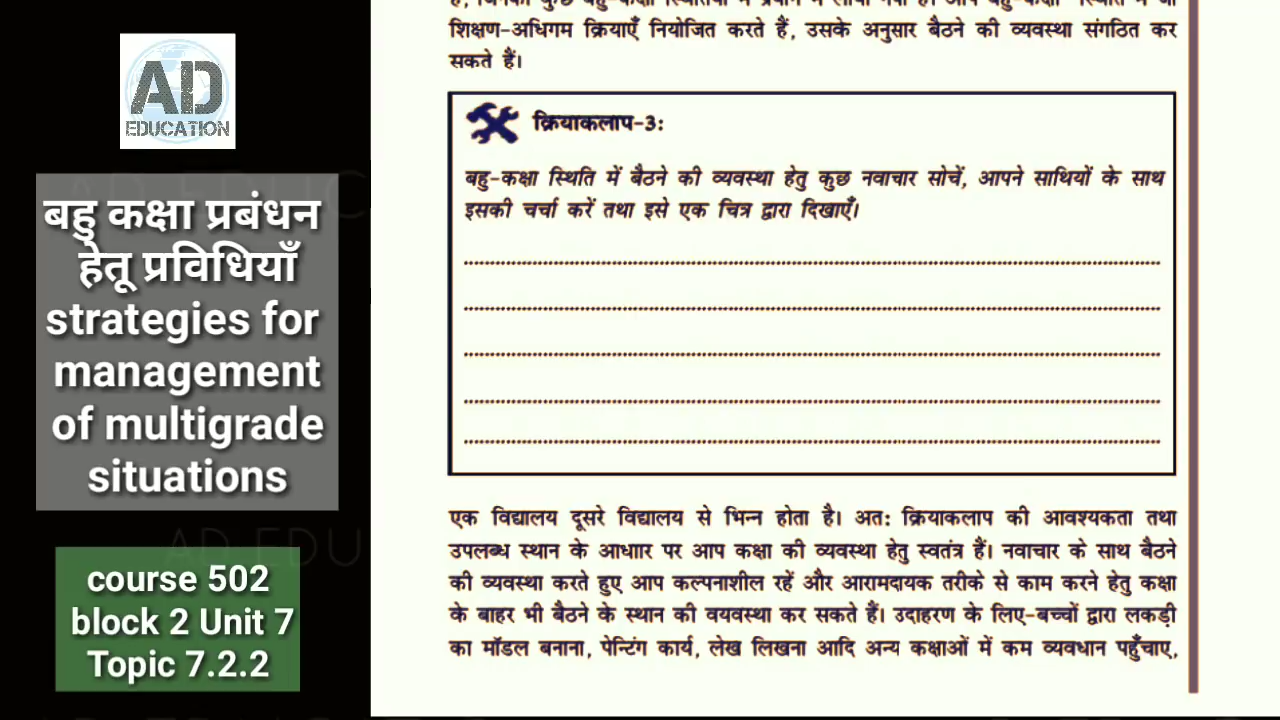 AD
EDUCATION
बहु कक्षा प्रबंधन
हेतू प्रविधियाँ
strategies for
management
of multigrade
situations
course 502
block 2 Unit 7
Topic 7.2.2
शिक्षण-अधिगम क्रियाएँ नियोजित करते हैं, उसके अनुसार बैठने की व्यवस्था संगठित कर
सकते हैं।
क्रियाकलाप-3:
बहु-कक्षा स्थिति में बैठने की व्यवस्था हेतु कुछ नवाचार सोचें, आपने साथियों के साथ
इसकी चर्चा करें तथा इसे एक चित्र द्वारा दिखाएँ।
एक विद्यालय दूसरे विद्यालय से भिन्न होता है। अतः क्रियाकलाप की आवश्यकता तथा
उपलब्ध स्थान के आधाार पर आप कक्षा की व्यवस्था हेतु स्वतंत्र हैं। नवाचार के साथ बैठने
की व्यवस्था करते हुए आप कल्पनाशील रहें और आरामदायक तरीके से काम करने हेतु कक्षा
के बाहर भी बैठने के स्थान की वयवस्था कर सकते हैं। उदाहरण के लिए-बच्चों द्वारा लकड़ी
का मॉडल बनाना, पेन्टिंग कार्य, लेख लिखना आदि अन्य कक्षाओं में कम व्यवधान पहुँचाए,